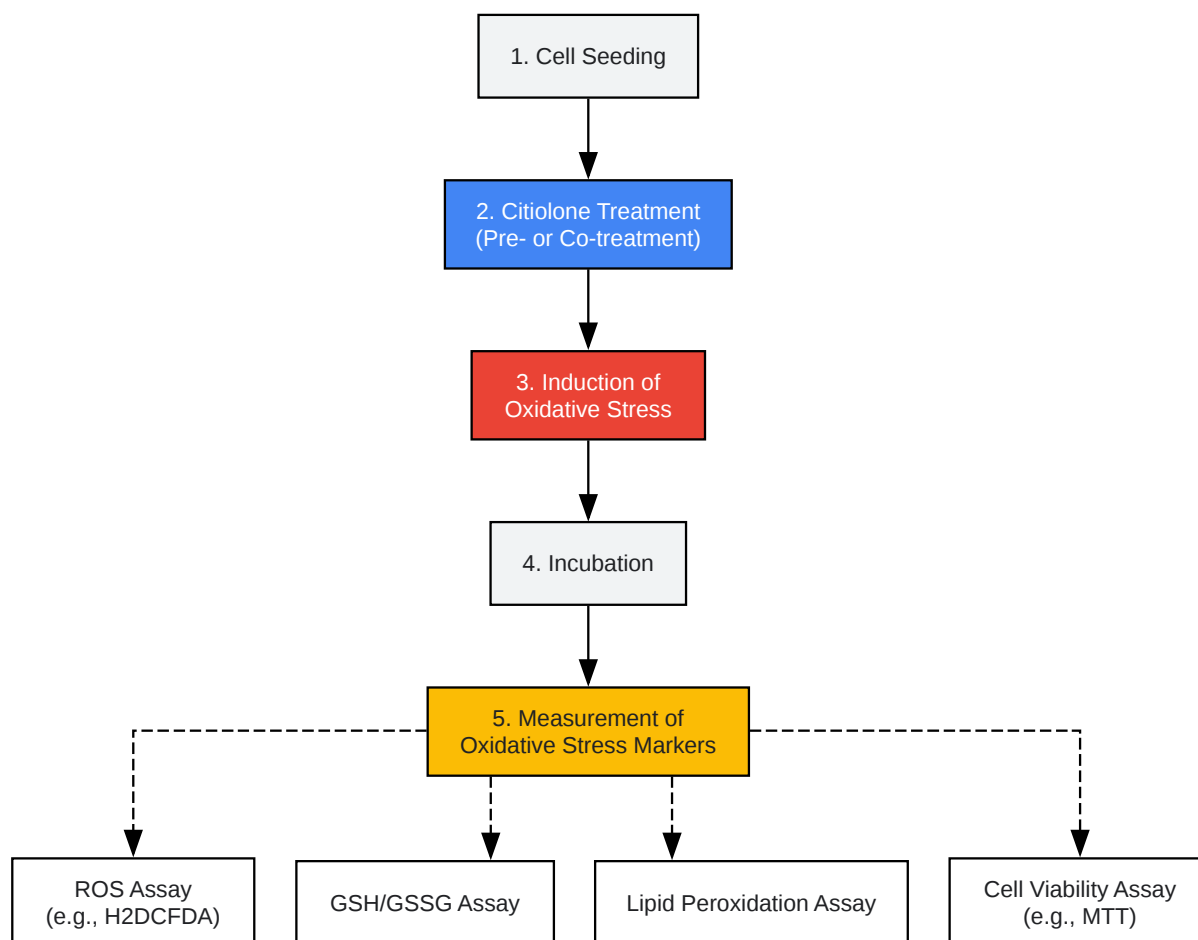 1. Cell Seeding
2. Citiolone Treatment
(Pre- or Co-treatment)
3. Induction of
Oxidative Stress
4. Incubation
5. Measurement of
Oxidative Stress Markers
ROS Assay
(e.g., H2DCFDA)
GSH/GSSG Assay
Lipid Peroxidation Assay
Cell Viability Assay
(e.g., MTT)